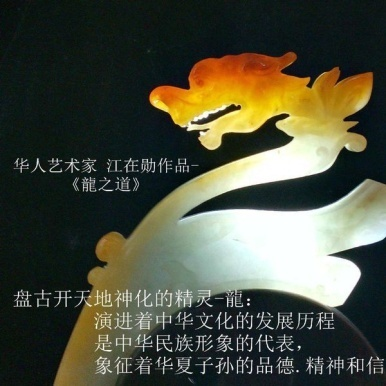 华人艺术家 江在勋作品-
《龍之道》
盘古开天地神化的精灵-龍：
演进着中华文化的发展历程
是中华民族形象的代表，
象征着华夏子孙的品德.精神和信